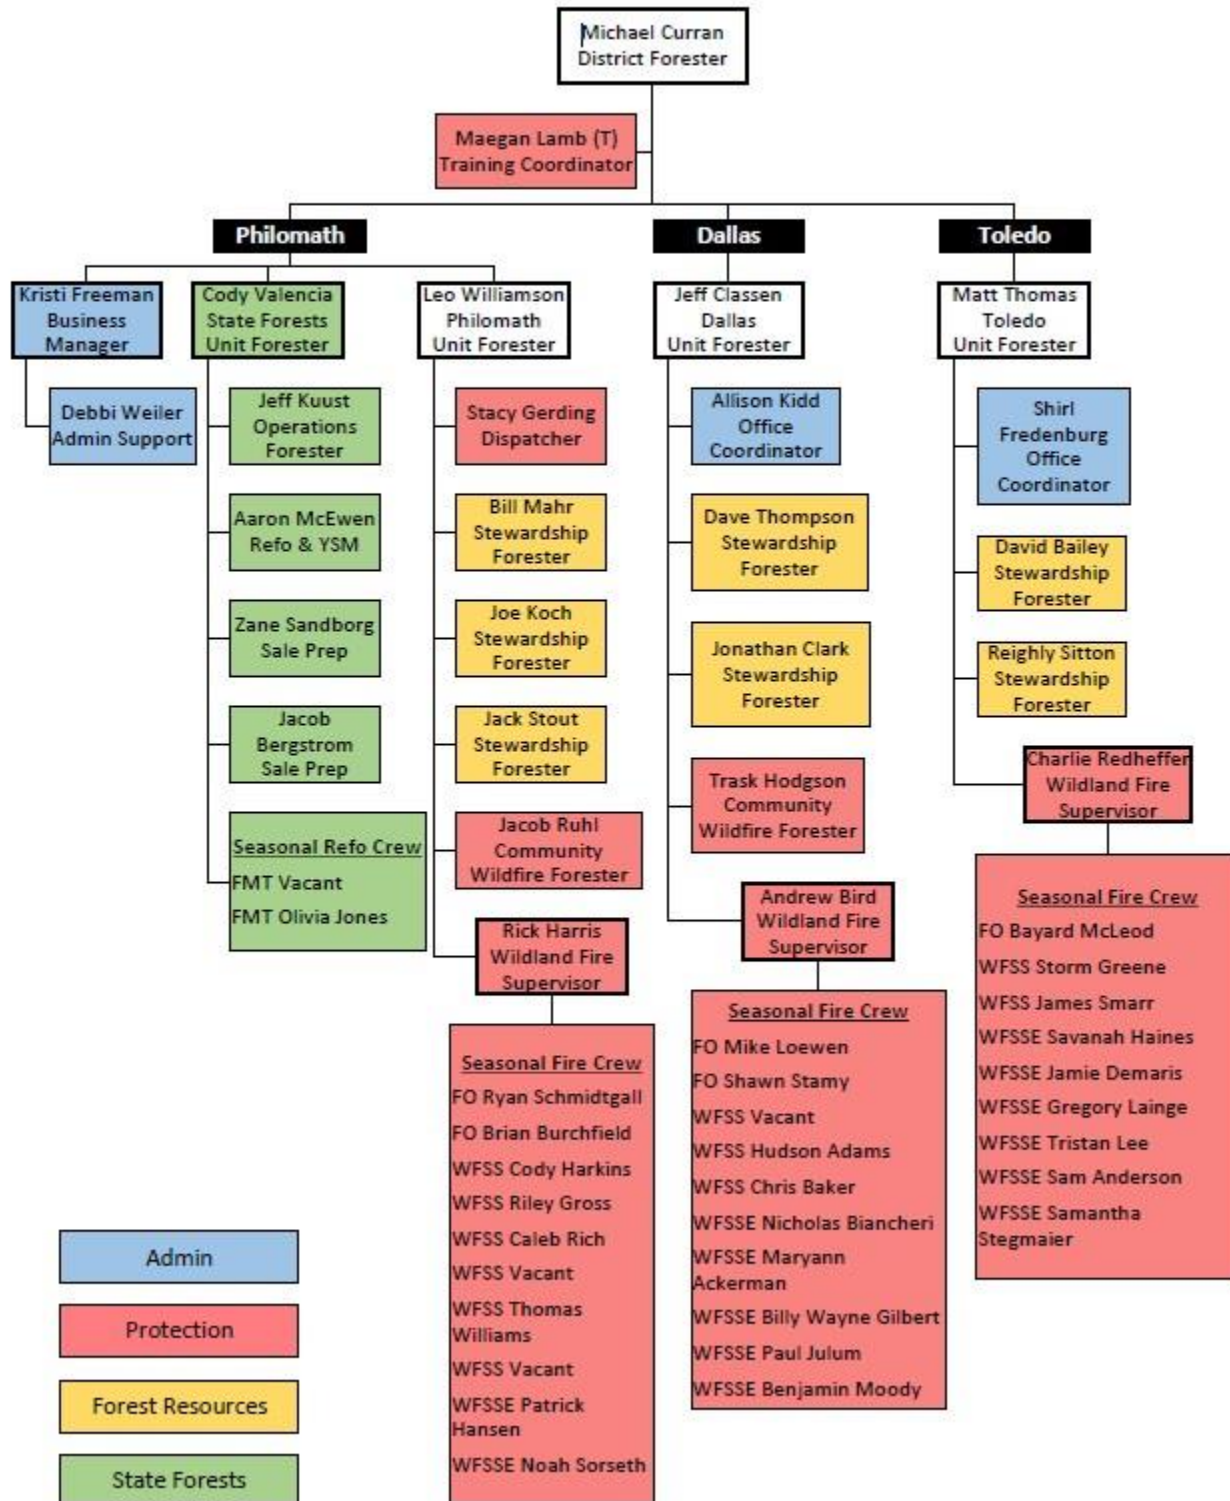 Michael Curran
District Forester
Maegan Lamb (T)
Training Coordinator
Philomath
Dallas
Toledo
Kristi Freeman
Business
Manager
Cody Valencia
State Forests
Unit Forester
Leo Williamson
Philomath
Unit Forester
Jeff Classen
Dallas
Unit Forester
Matt Thomas
Toledo
Unit Forester
Debbi Weiler
Admin Support
Jeff Kuust
Operations
Forester
Aaron McEwen
Refo & YSM
Zane Sandborg
Sale Prep
Jacob
Bergstrom
Sale Prep
Seasonal Refo Crew
FMT Vacant
FMT Olivia Jones
Stacy Gerding
Dispatcher
Bill Mahr
Stewardship
Forester
Joe Koch
Stewardship
Forester
Jack Stout
Stewardship
Forester
Jacob Ruhl
Community
Wildfire Forester
Rick Harris
Wildland Fire
Supervisor
Seasonal Fire Crew
FO Ryan Schmidtgall
FO Brian Burchfield
WFSS Cody Harkins
WFSS Riley Gross
WFSS Caleb Rich
WFSS Vacant
WFSS Thomas
Williams
WFSS Vacant
WFSSE Patrick
Hansen
WFSSE Noah Sorseth
Allison Kidd
Office
Coordinator
Dave Thompson
Stewardship
Forester
Jonathan Clark
Stewardship
Forester
Trask Hodgson
Community
Wildfire Forester
Andrew Bird
Wildland Fire
Supervisor
Seasonal Fire Crew
FO Mike Loewen
FO Shawn Stamy
WFSS Vacant
WFSS Hudson Adams
WFSS Chris Baker
WFSSE Nicholas Biancheri
WFSSE Maryann
Ackerman
WFSSE Billy Wayne Gilbert
WFSSE Paul Julum
WFSSE Benjamin Moody
Shirl
Fredenburg
Office
Coordinator
David Bailey
Stewardship
Forester
Reighly Sitton
Stewardship
Forester
Charlie Redheffer
Wildland Fire
Supervisor
Seasonal Fire Crew
FO Bayard McLeod
WFSS Storm Greene
WFSS James Smarr
WFSSE Savanah Haines
WFSSE Jamie Demaris
WFSSE Gregory Lainge
WFSSE Tristan Lee
WFSSE Sam Anderson
WFSSE Samantha
Stegmaier
Admin
Protection
Forest Resources
State Forests